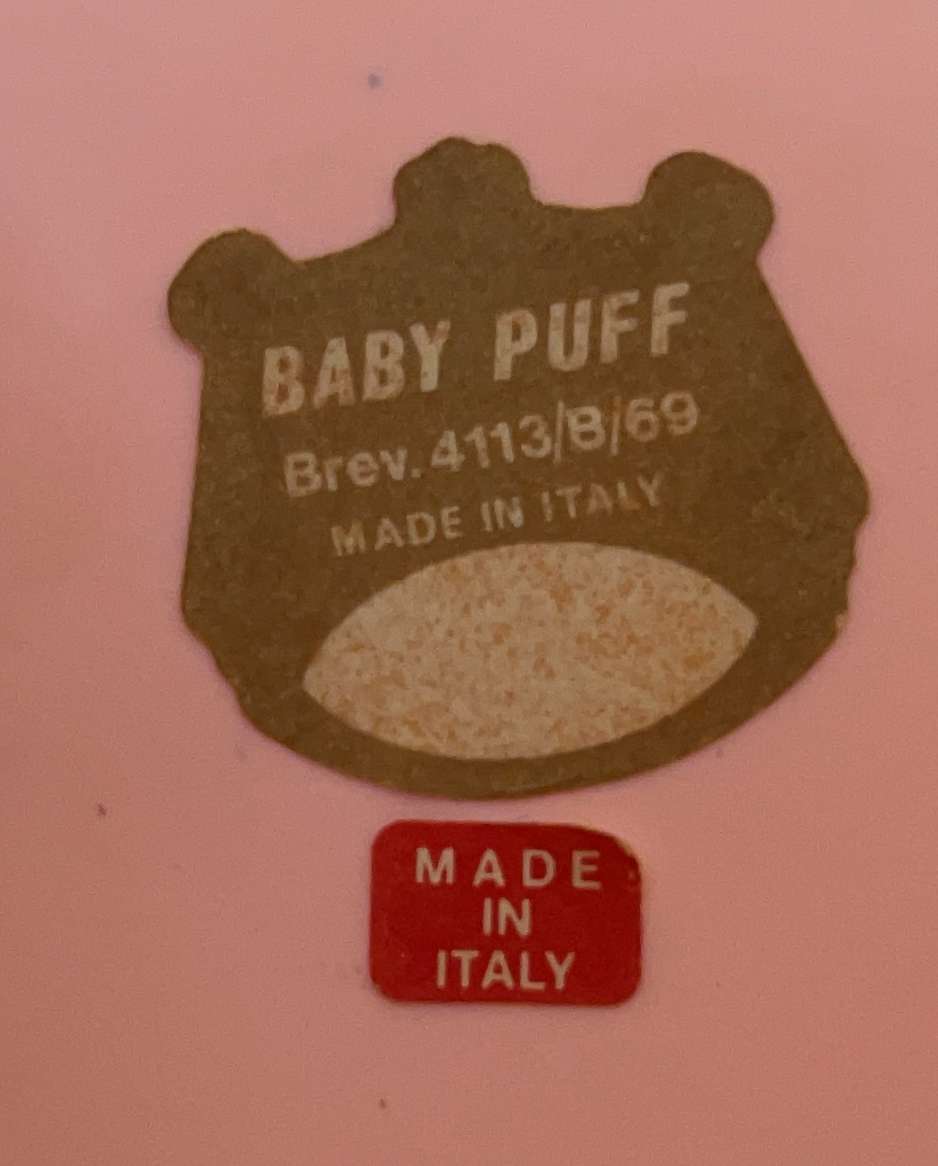 BABY PUFF
Brev. 4113/B/69
MADE IN ITALY
MADE
IN
ITALY